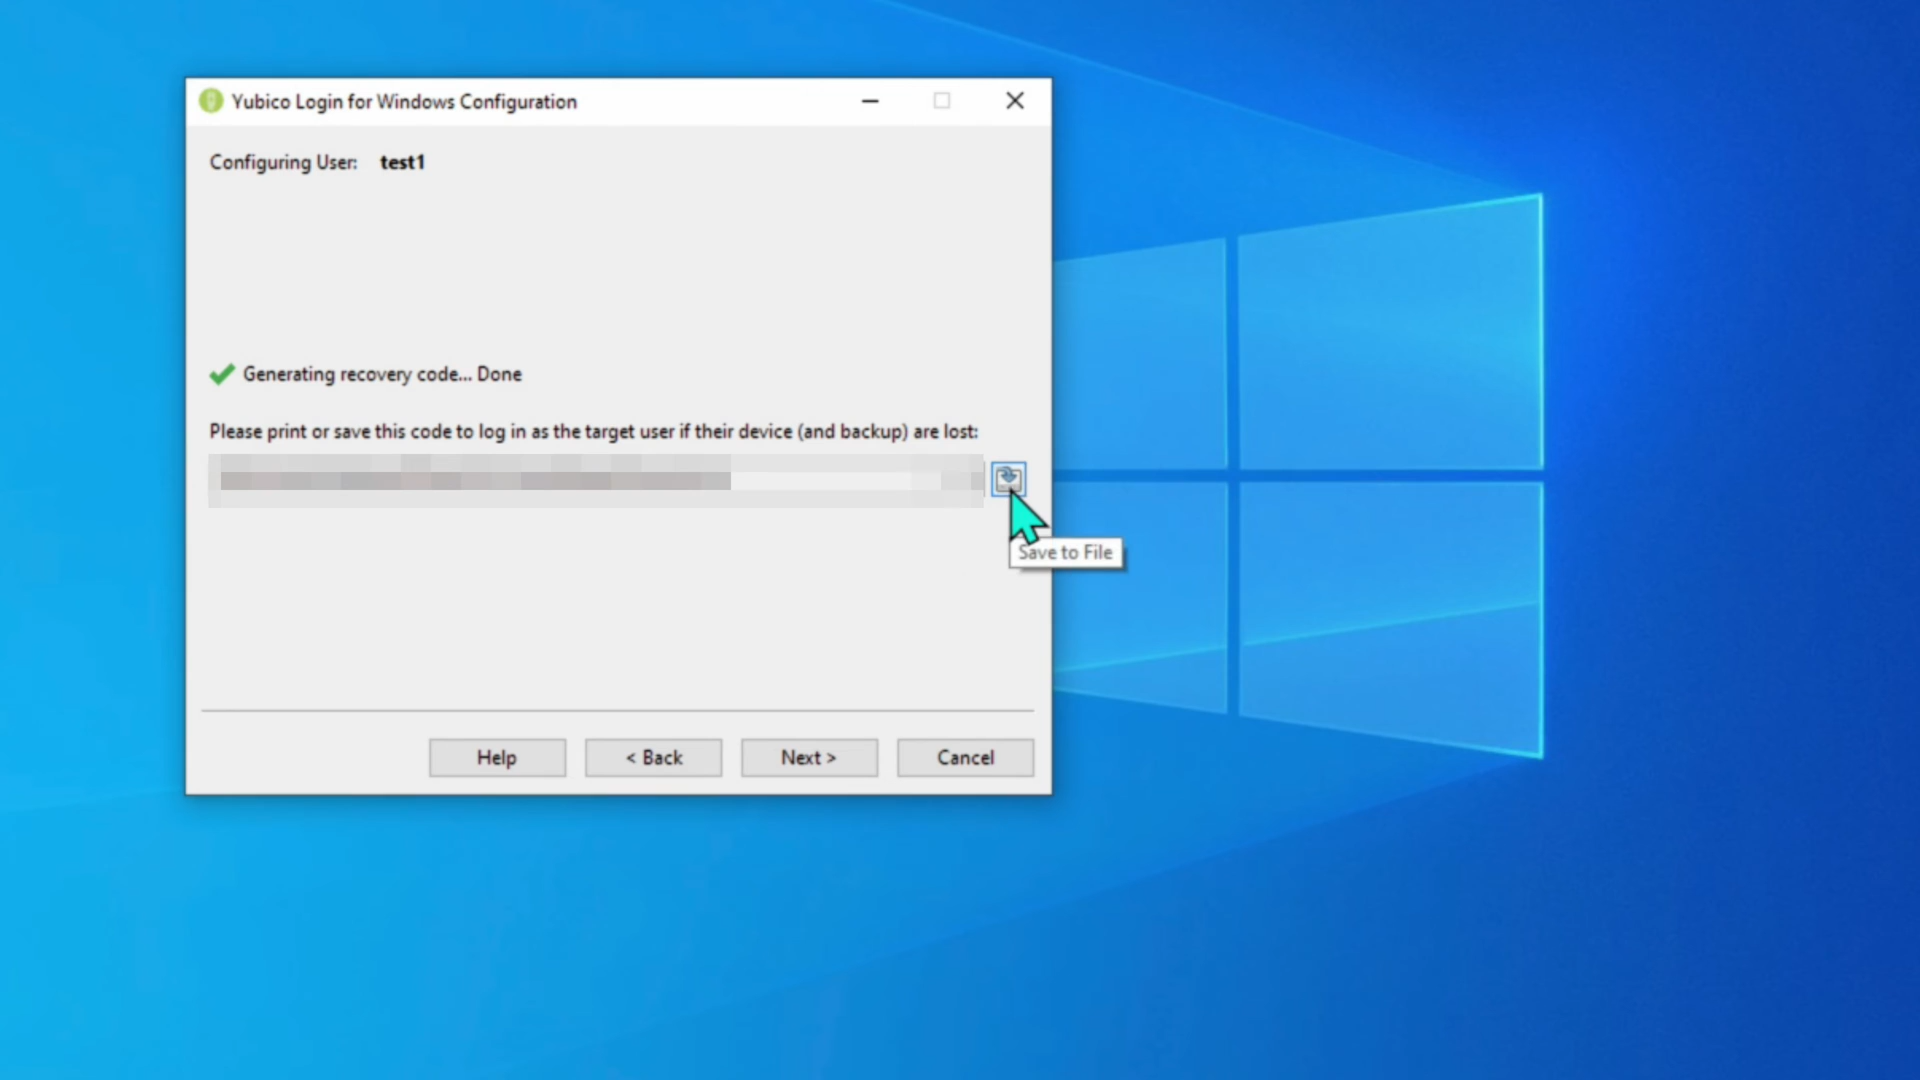 Yubico Login for Windows Configuration
Configuring User: test1
Generating recovery code... Done
Please print or save this code to log in as the target user if their device (and backup) are lost:
Save to File
Help
< Back
Next >
Cancel